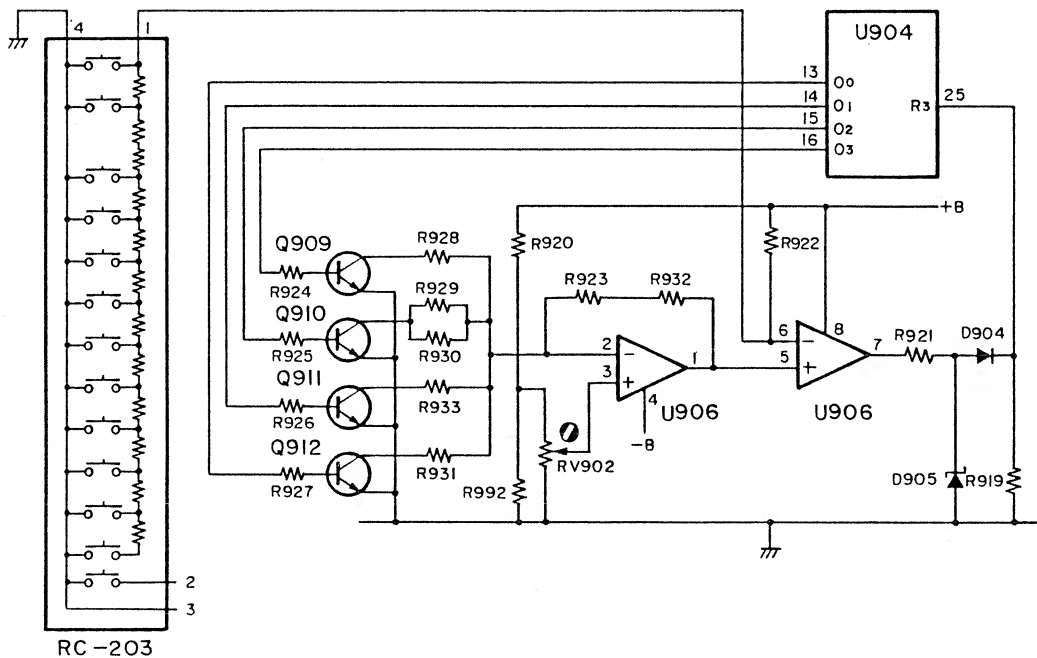 4 1
U904
13 O0
14 O1
15 O2
16 O3
R3 25
+B
R920 R922
Q909 R928
R924
R929
Q910
R930
R925
Q911
R933
R926
Q912
R931
R927
R923 R932
2 −
3 +
1
4
−B
U906
6 −
5 +
8
7
U906
R921 D904
RV902
R992
D905 R919
2
3
RC-203